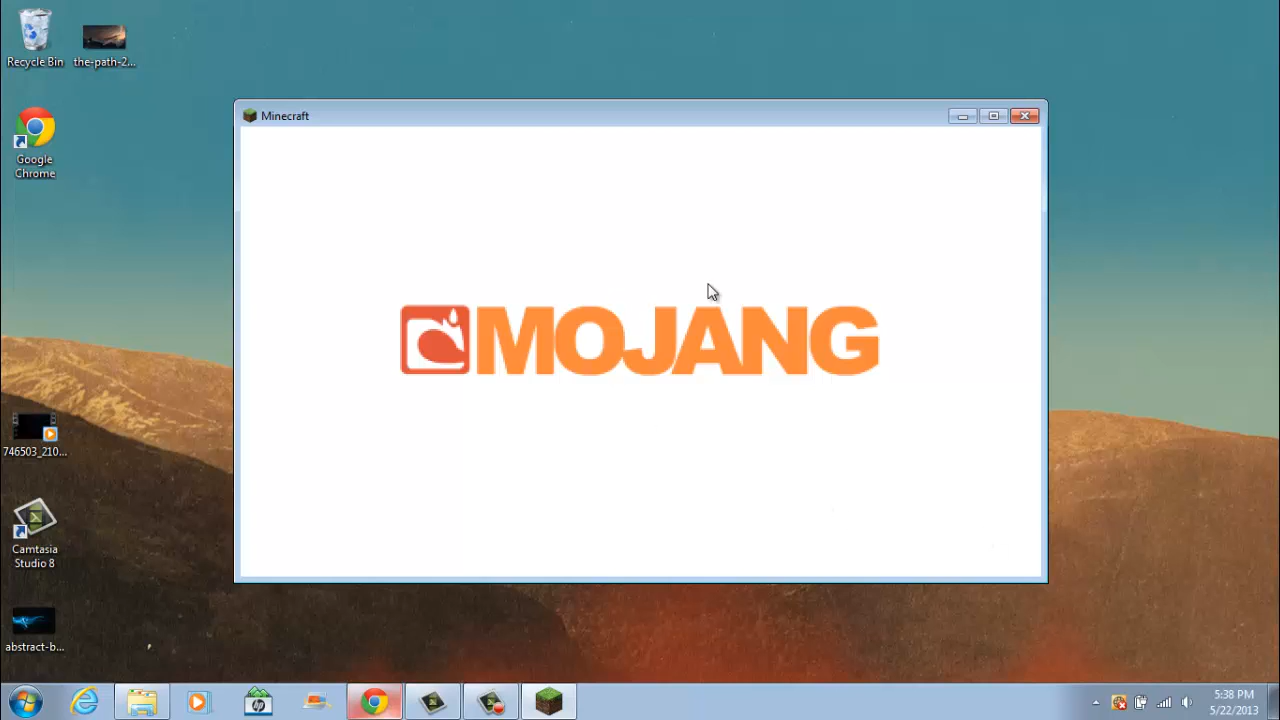 Recycle Bin
the-path-2...
Minecraft
Google
Chrome
MOJANG
746503_210...
Camtasia
Studio 8
abstract-b...
hp
5:38 PM
5/22/2013